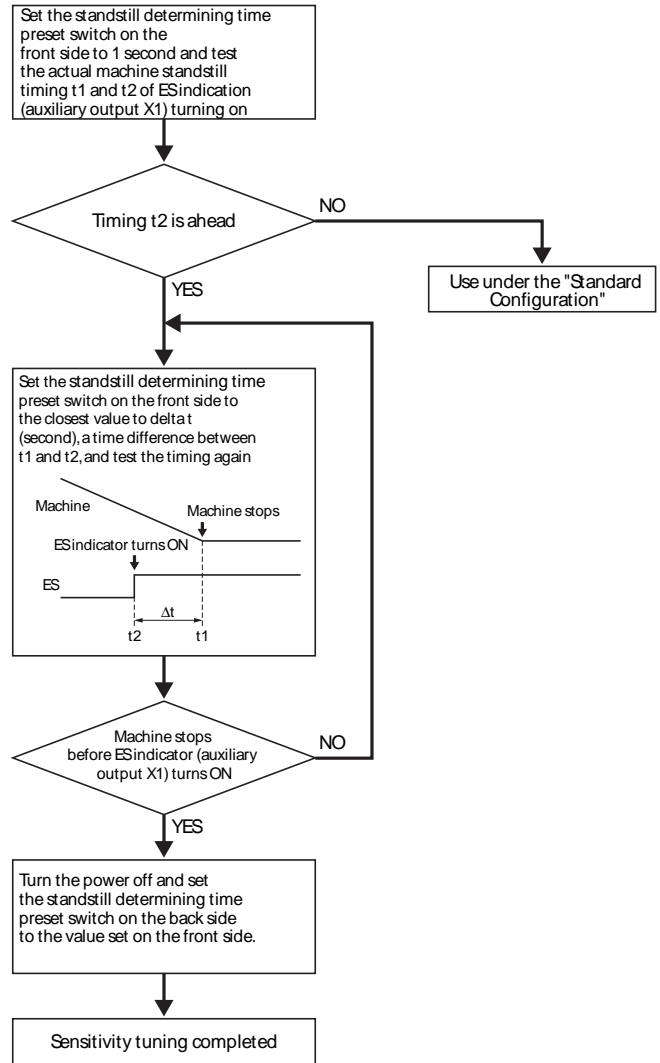 Set the standstill determining time
preset switch on the
front side to 1 second and test
the actual machine standstill
timing t1 and t2 of ES indication
(auxiliary output X1) turning on
Timing t2 is ahead
NO
YES
Use under the "Standard
Configuration"
Set the standstill determining time
preset switch on the front side to
the closest value to delta t
(second), a time difference between
t1 and t2, and test the timing again
Machine
Machine stops
ES indicator turns ON
ES
Δt
t2
t1
Machine stops
before ES indicator (auxiliary
output X1) turns ON
NO
YES
Turn the power off and set
the standstill determining time
preset switch on the back side
to the value set on the front side.
Sensitivity tuning completed